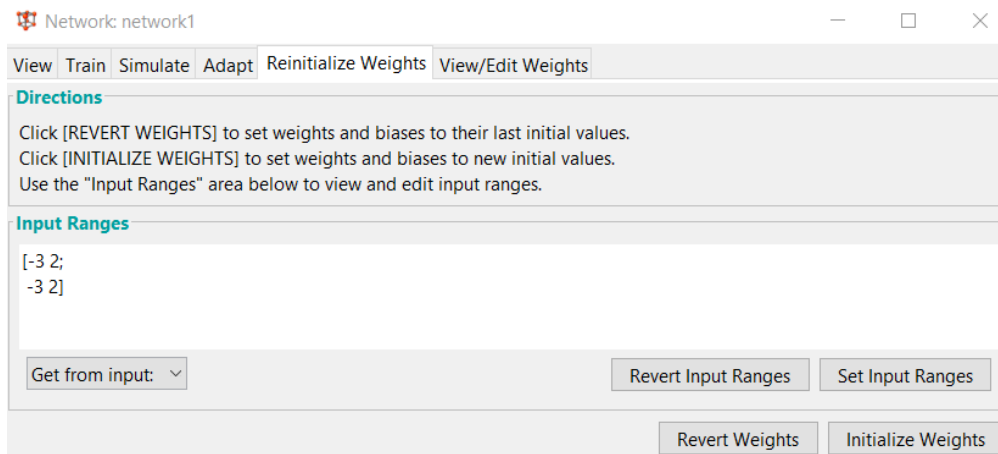 Network: network1
View Train Simulate Adapt Reinitialize Weights View/Edit Weights
Directions
Click [REVERT WEIGHTS] to set weights and biases to their last initial values.
Click [INITIALIZE WEIGHTS] to set weights and biases to new initial values.
Use the "Input Ranges" area below to view and edit input ranges.
Input Ranges
[-3 2;
-3 2]
Get from input: Revert Input Ranges Set Input Ranges
Revert Weights Initialize Weights